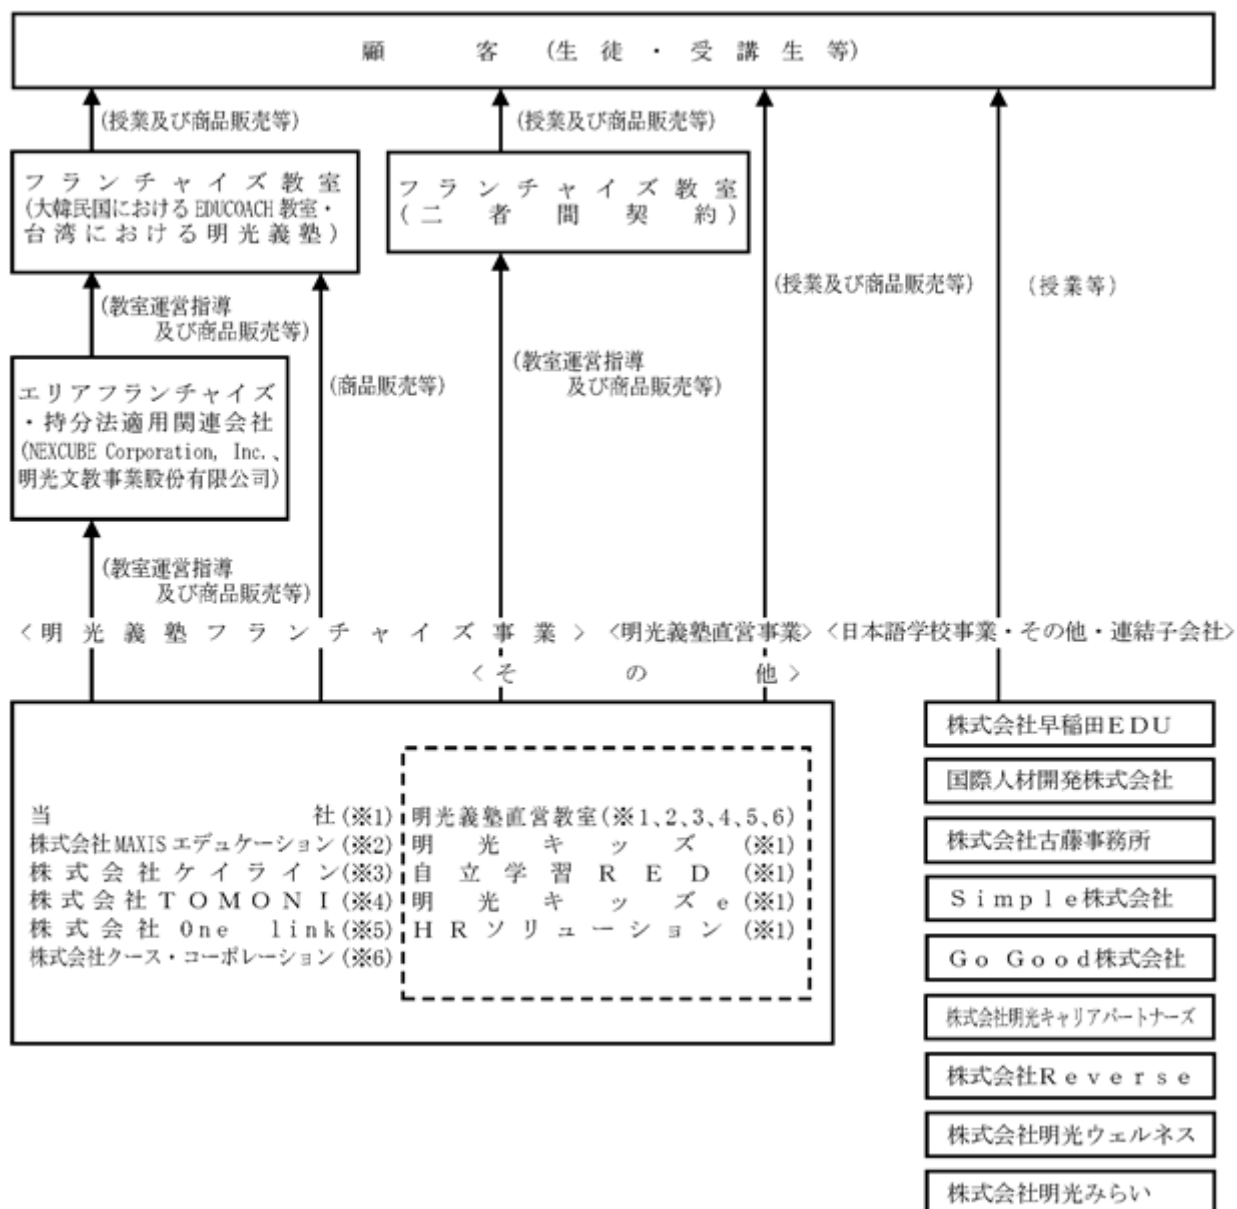 顧客(生徒・受講生等)
(授業及び商品販売等)
(授業及び商品販売等)
フランチャイズ教室
(大韓民国におけるEDUCOACH教室・
台湾における明光義塾)
フランチャイズ教室
(二者間契約)
(授業及び商品販売等)
(授業等)
(教室運営指導
及び商品販売等)
(商品販売等)
(教室運営指導
及び商品販売等)
エリアフランチャイズ
・持分法適用関連会社
(NEXCUBE Corporation, Inc.、
明光文教事業股份有限公司)
(教室運営指導
及び商品販売等)
<明光義塾フランチャイズ事業>
<明光義塾直営事業>
<日本語学校事業・その他・連結子会社>
<その他>
当社(※1)
株式会社MAXISエデュケーション(※2)
株式会社ケイライン(※3)
株式会社TOMONI(※4)
株式会社One link(※5)
株式会社クース・コーポレーション(※6)
明光義塾直営教室(※1、2、3、4、5、6)
明光キッズ(※1)
自立学習RED(※1)
明光キッズe(※1)
HRソリューション(※1)
株式会社早稲田EDU
国際人材開発株式会社
株式会社古藤事務所
Simple株式会社
Go Good株式会社
株式会社明光キャリアパートナーズ
株式会社Reverse
株式会社明光ウェルネス
株式会社明光みらい